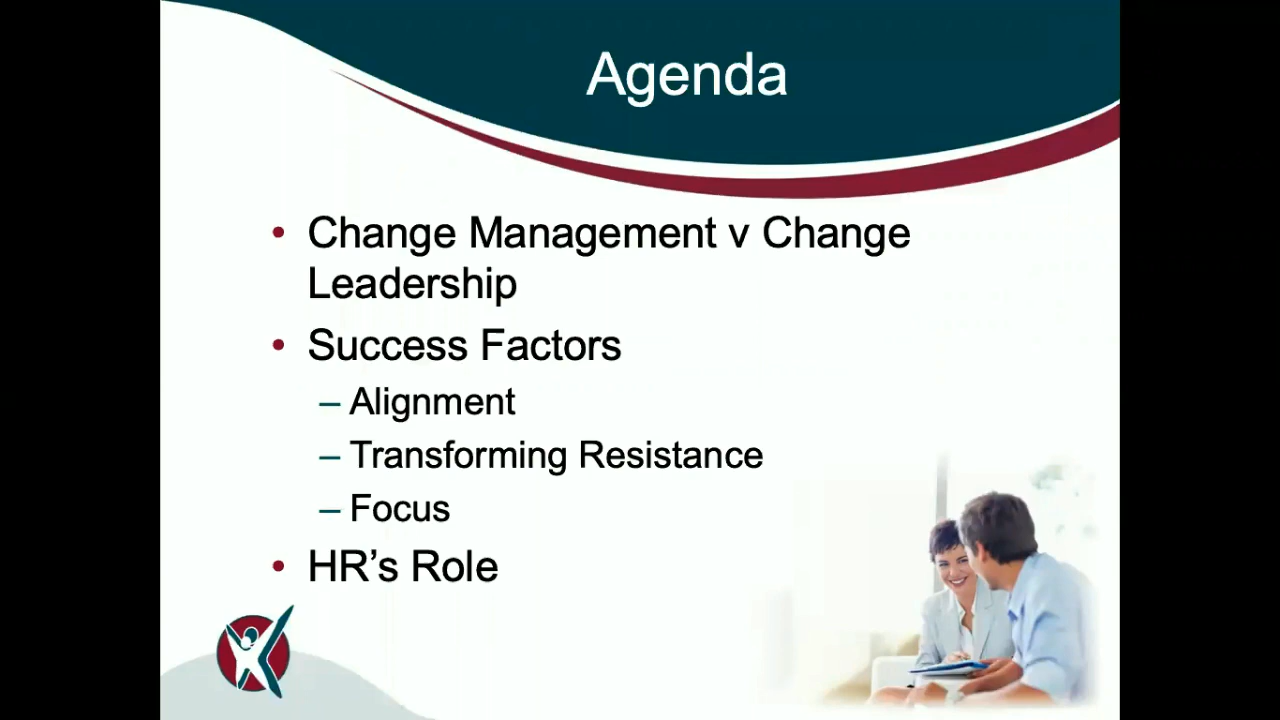 Agenda
• Change Management v Change
Leadership
• Success Factors
– Alignment
– Transforming Resistance
– Focus
• HR’s Role